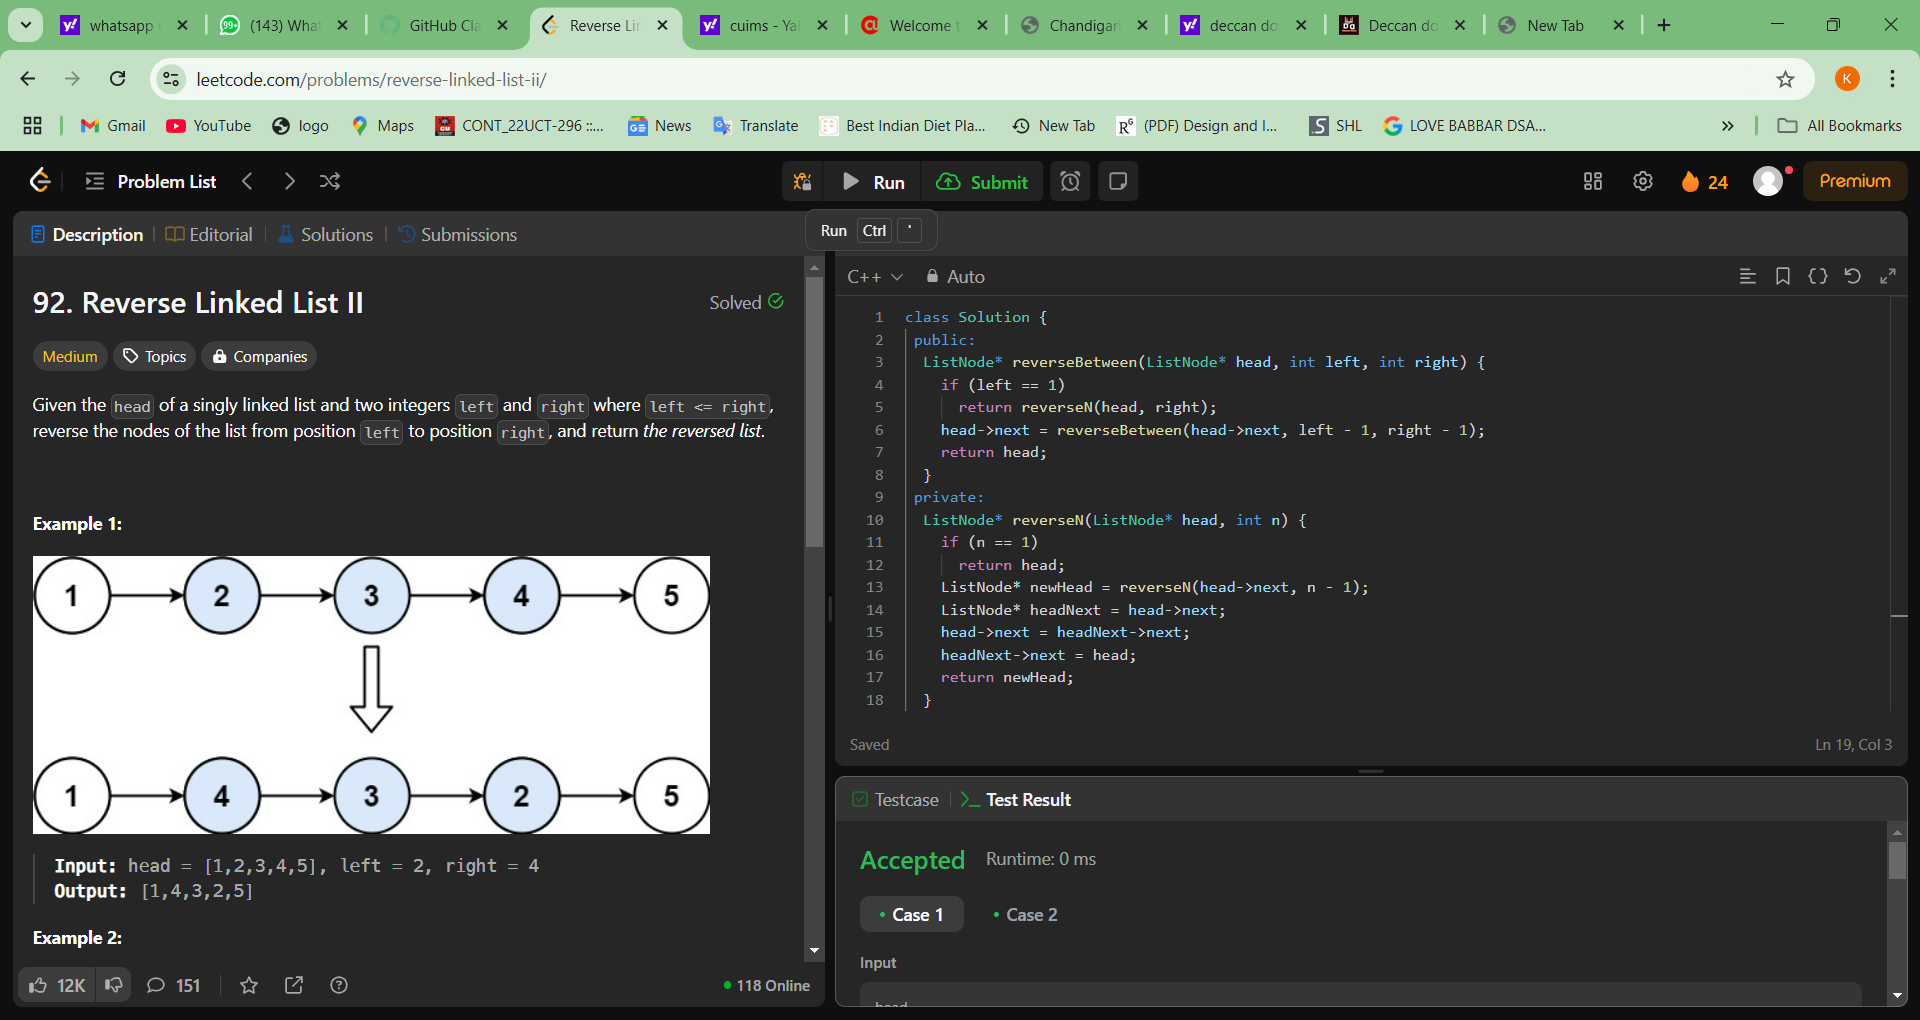 whatsapp
(143) What
GitHub Cla
Reverse Lin
cuims - Ya
Welcome t
Chandigar
deccan do
Deccan do
New Tab
leetcode.com/problems/reverse-linked-list-ii/
K
Gmail
YouTube
logo
Maps
CONT_22UCT-296 ::...
News
Translate
Best Indian Diet Pla...
New Tab
(PDF) Design and I...
SHL
LOVE BABBAR DSA...
All Bookmarks
Problem List
Run
Submit
24
Premium
Run Ctrl '
Description
Editorial
Solutions
Submissions
92. Reverse Linked List II
Solved
Medium
Topics
Companies
Given the head of a singly linked list and two integers left and right where left <= right,
reverse the nodes of the list from position left to position right, and return the reversed list.
Example 1:
1 2 3 4 5
1 4 3 2 5
Input: head = [1,2,3,4,5], left = 2, right = 4
Output: [1,4,3,2,5]
Example 2:
12K
151
118 Online
C++
Auto
1 class Solution {
2 public:
3 ListNode* reverseBetween(ListNode* head, int left, int right) {
4 if (left == 1)
5 return reverseN(head, right);
6 head->next = reverseBetween(head->next, left - 1, right - 1);
7 return head;
8 }
9 private:
10 ListNode* reverseN(ListNode* head, int n) {
11 if (n == 1)
12 return head;
13 ListNode* newHead = reverseN(head->next, n - 1);
14 ListNode* headNext = head->next;
15 head->next = headNext->next;
16 headNext->next = head;
17 return newHead;
18 }
Saved
Ln 19, Col 3
Testcase
Test Result
Accepted
Runtime: 0 ms
Case 1
Case 2
Input
head